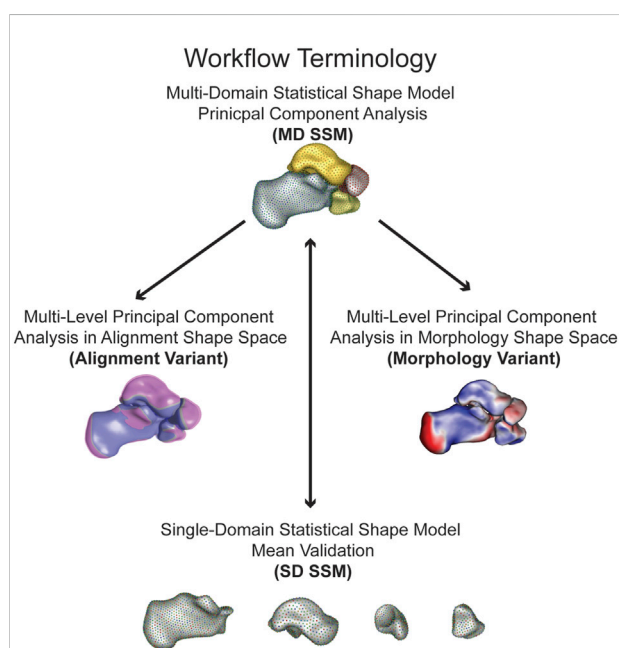 Workflow Terminology
Multi-Domain Statistical Shape Model
Prinicpal Component Analysis
(MD SSM)
Multi-Level Principal Component
Analysis in Alignment Shape Space
(Alignment Variant)
Multi-Level Principal Component
Analysis in Morphology Shape Space
(Morphology Variant)
Single-Domain Statistical Shape Model
Mean Validation
(SD SSM)